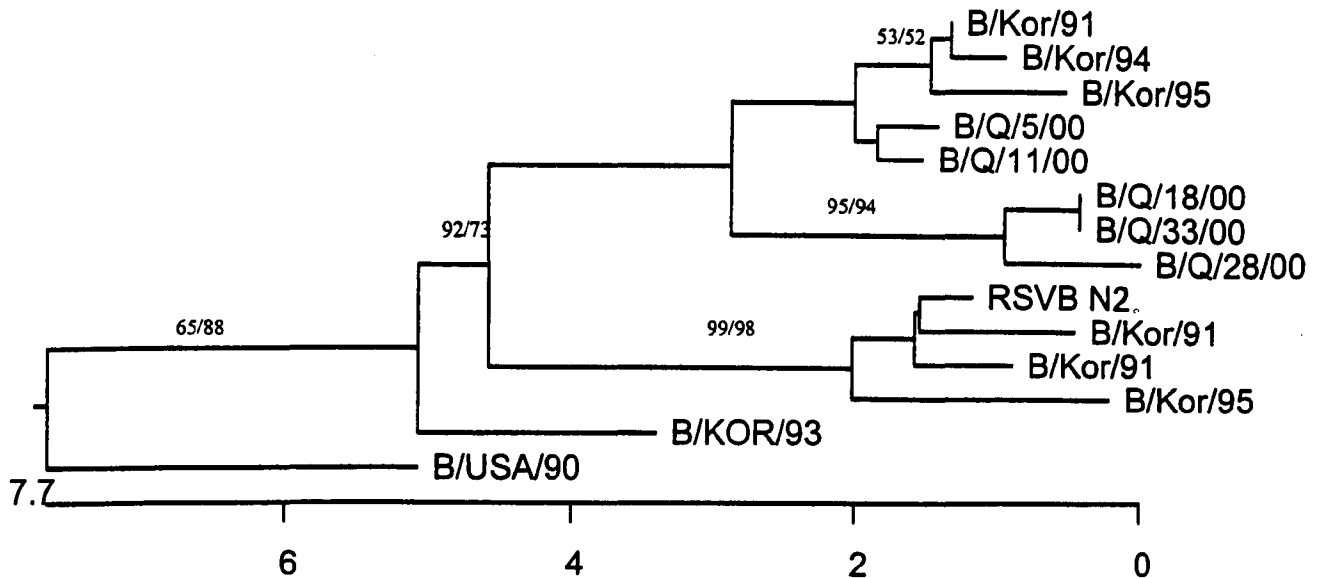 53/52
B/Kor/91
B/Kor/94
B/Kor/95
B/Q/5/00
B/Q/11/00
95/94
B/Q/18/00
B/Q/33/00
B/Q/28/00
92/73
99/98
RSVB N2
B/Kor/91
B/Kor/91
B/Kor/95
65/88
B/KOR/93
B/USA/90
7.7
6 4 2 0